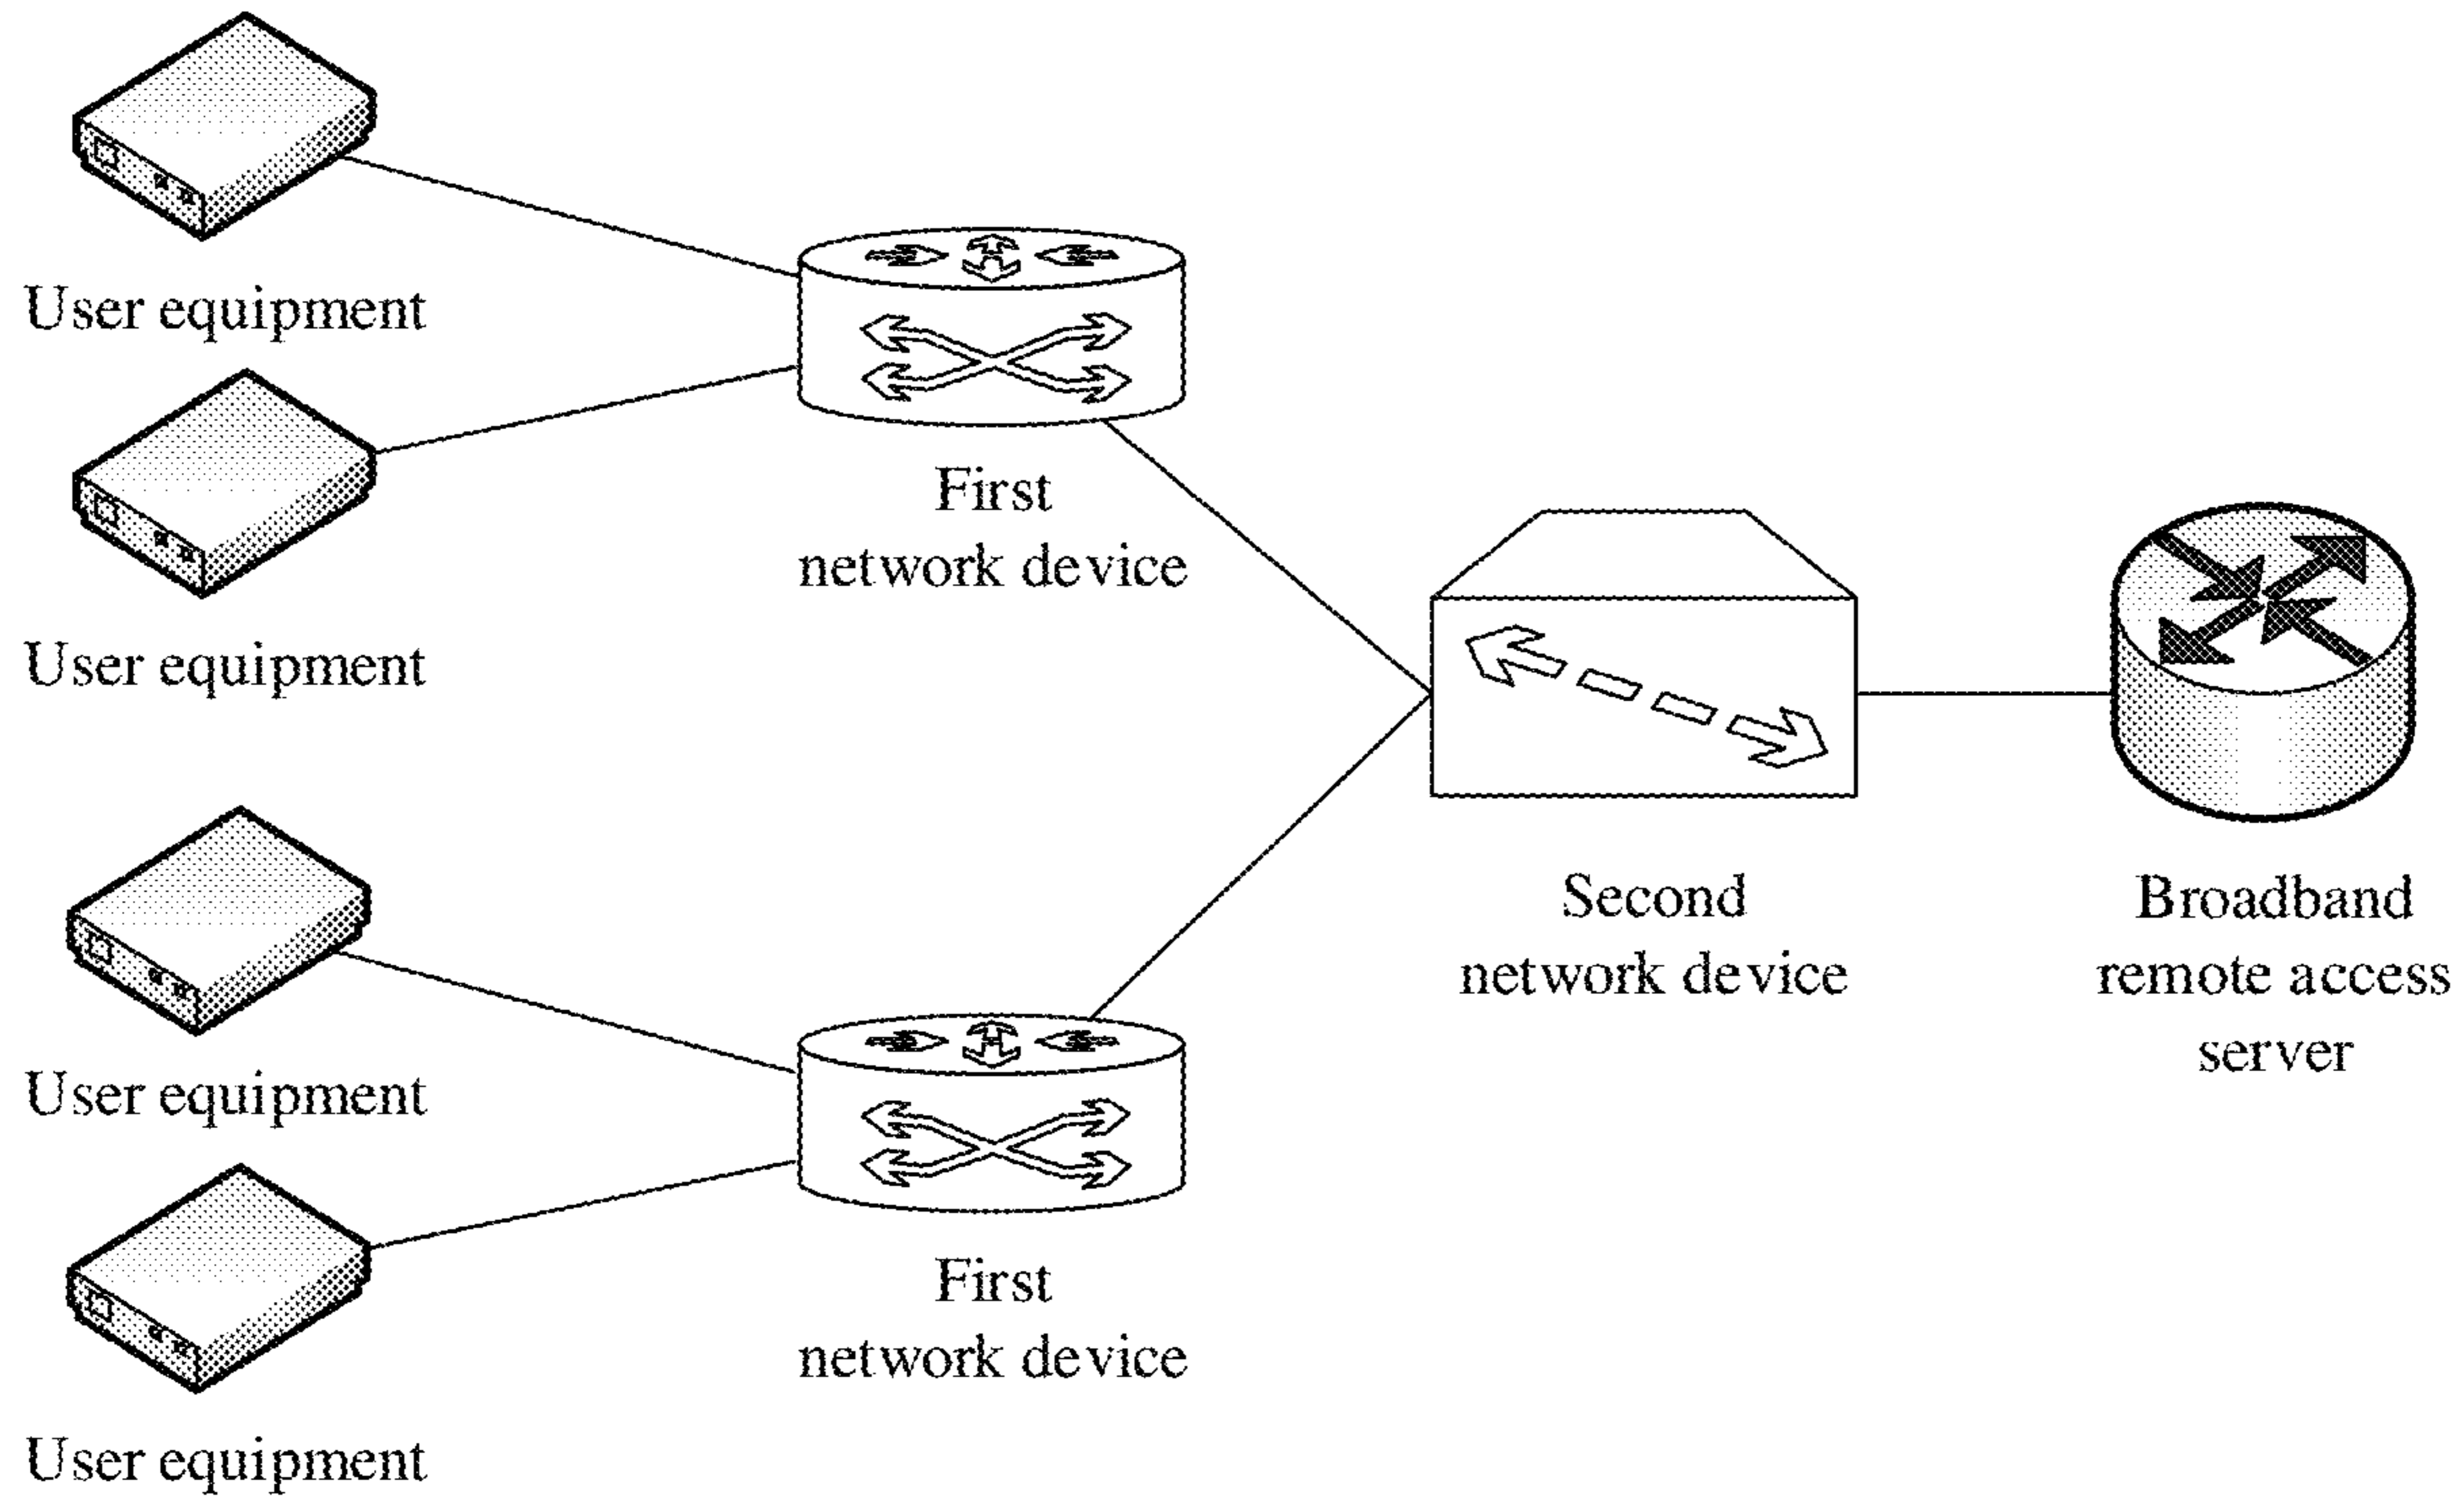 User equipment
User equipment
First
network device
Second
network device
Broadband
remote access
server
User equipment
User equipment
First
network device